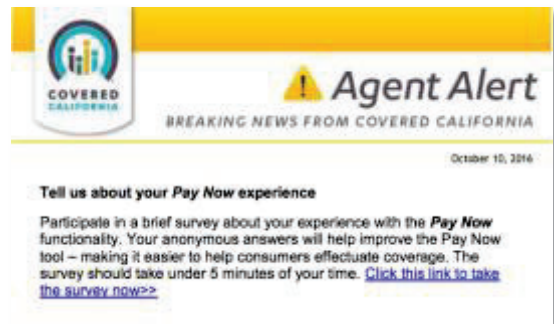 COVERED
CALIFORNIA
Agent Alert
BREAKING NEWS FROM COVERED CALIFORNIA
October 10, 2016
Tell us about your Pay Now experience
Participate in a brief survey about your experience with the Pay Now
functionality. Your anonymous answers will help improve the Pay Now
tool – making it easier to help consumers effectuate coverage. The
survey should take under 5 minutes of your time. Click this link to take
the survey now>>